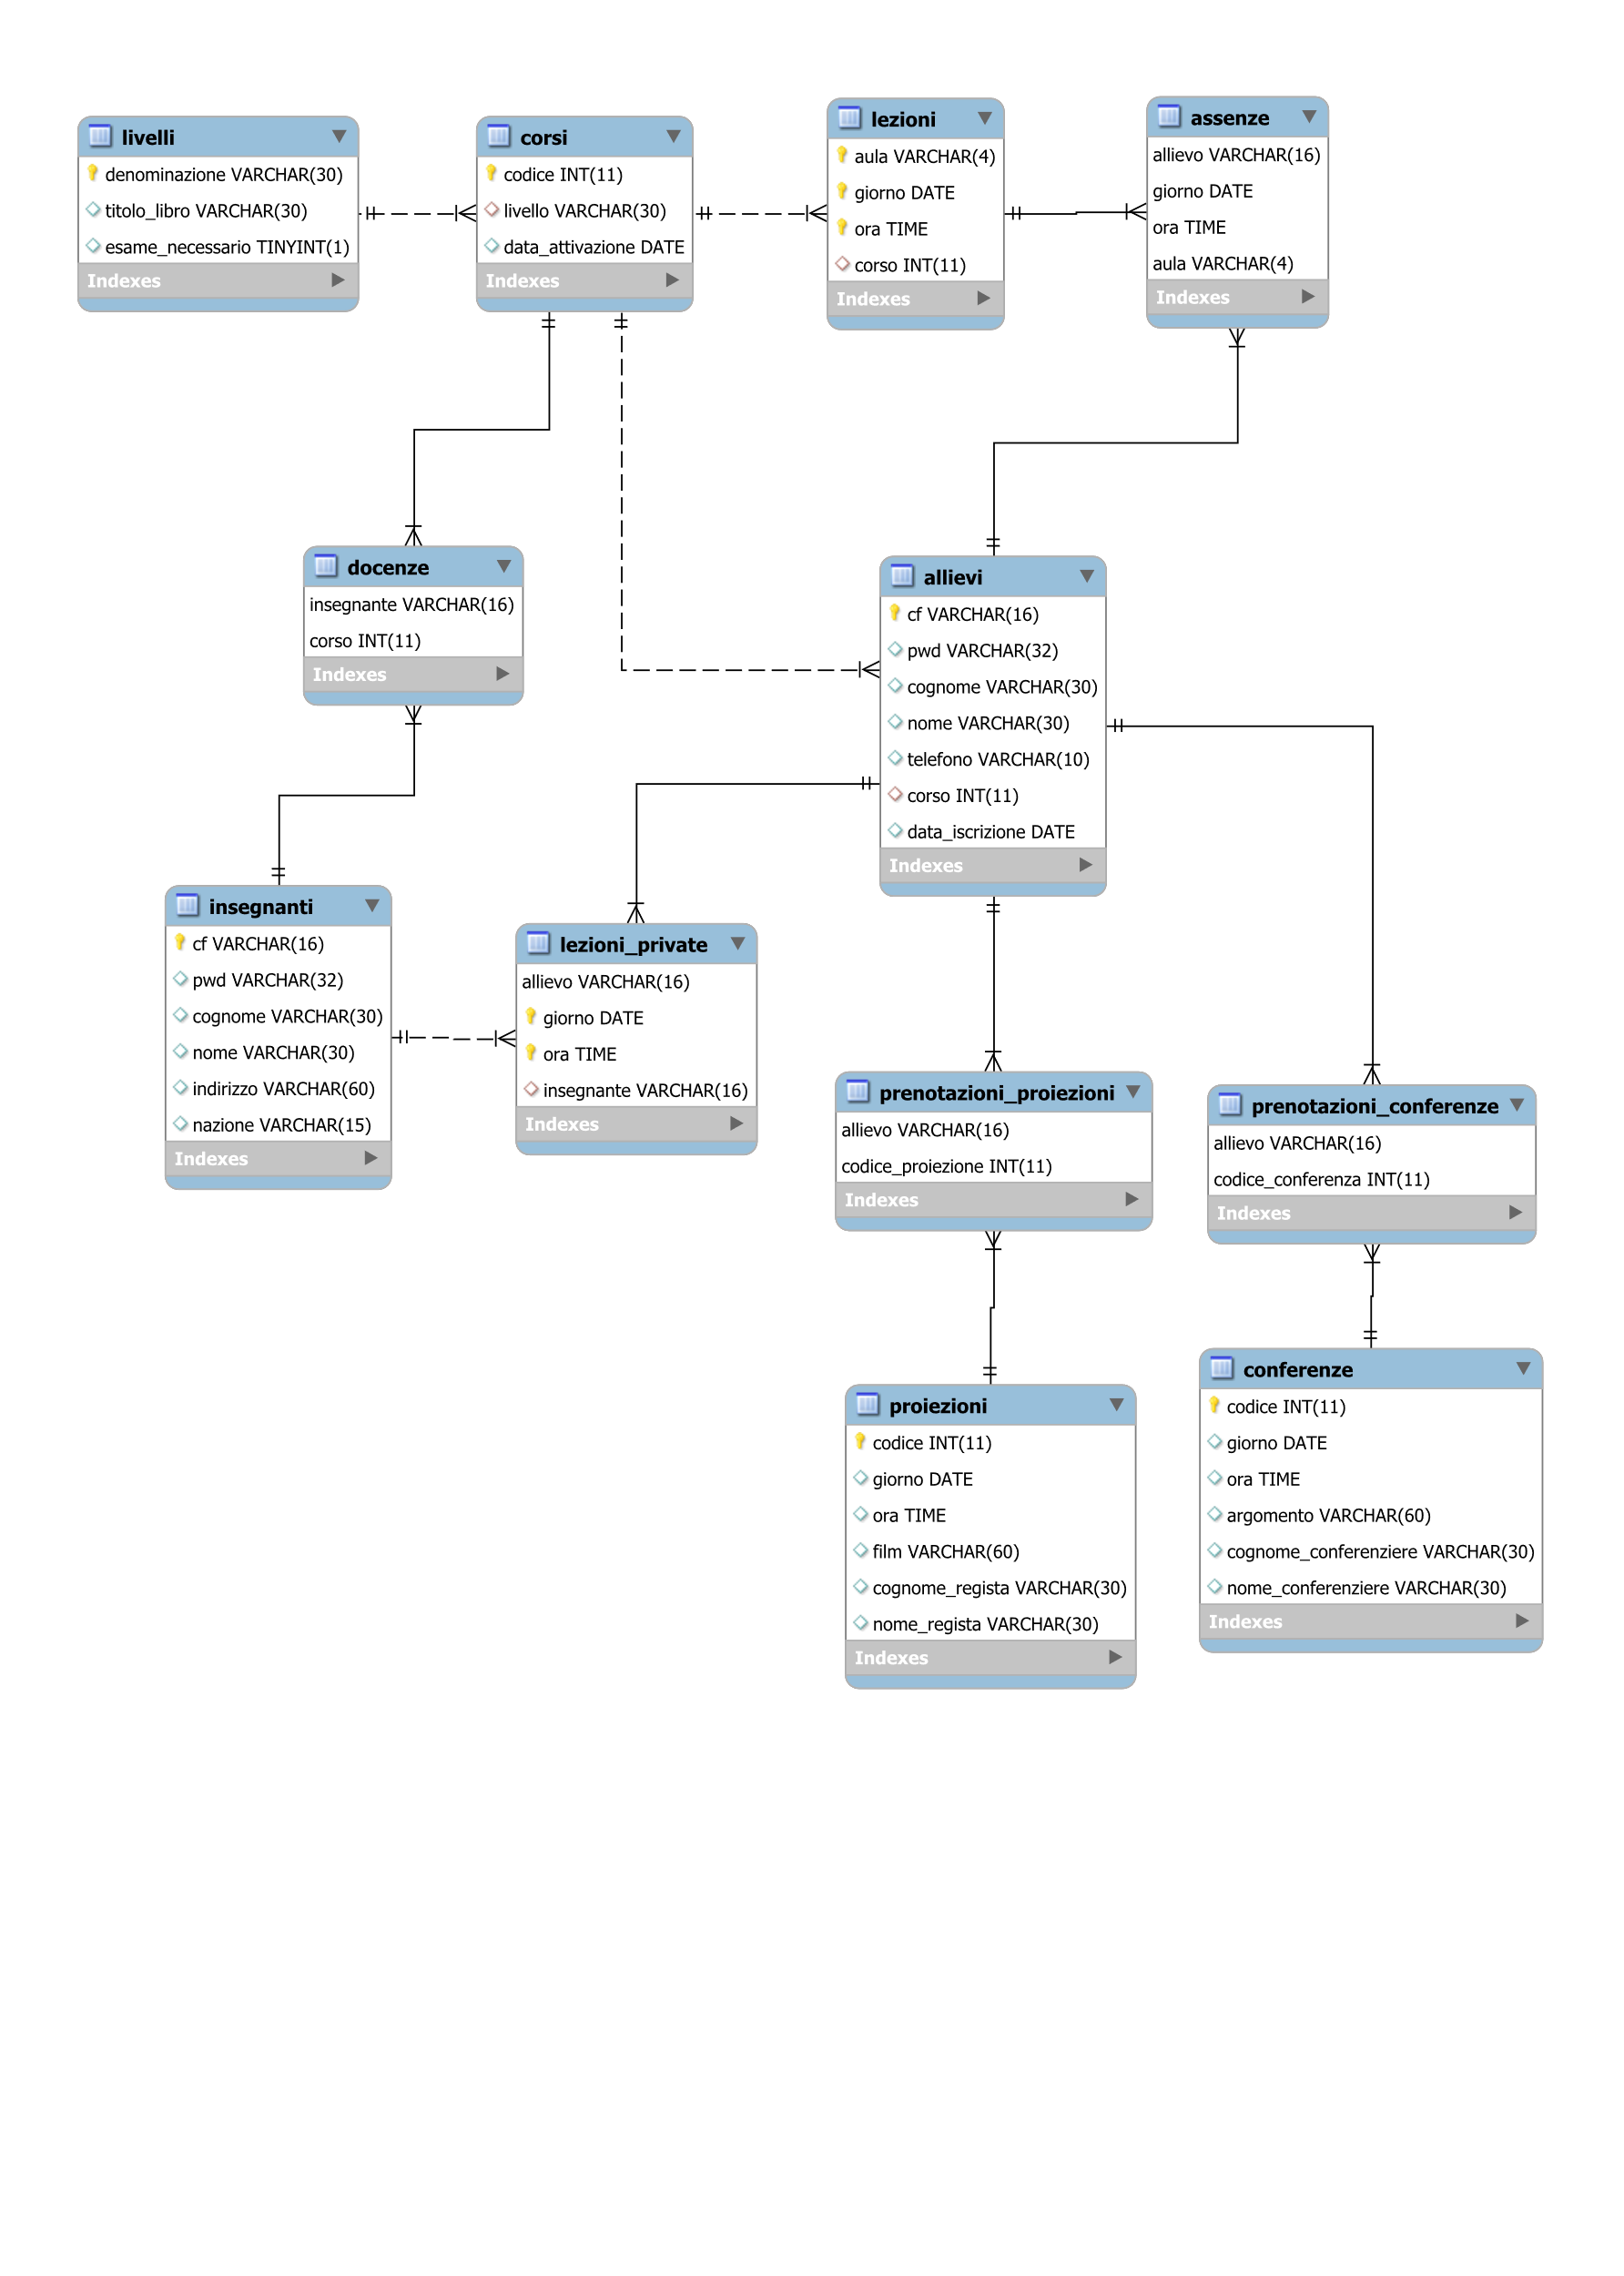 livelli
denominazione VARCHAR(30)
titolo_libro VARCHAR(30)
esame_necessario TINYINT(1)
Indexes
corsi
codice INT(11)
livello VARCHAR(30)
data_attivazione DATE
Indexes
lezioni
aula VARCHAR(4)
giorno DATE
ora TIME
corso INT(11)
Indexes
assenze
allievo VARCHAR(16)
giorno DATE
ora TIME
aula VARCHAR(4)
Indexes
docenze
insegnante VARCHAR(16)
corso INT(11)
Indexes
allievi
cf VARCHAR(16)
pwd VARCHAR(32)
cognome VARCHAR(30)
nome VARCHAR(30)
telefono VARCHAR(10)
corso INT(11)
data_iscrizione DATE
Indexes
insegnanti
cf VARCHAR(16)
pwd VARCHAR(32)
cognome VARCHAR(30)
nome VARCHAR(30)
indirizzo VARCHAR(60)
nazione VARCHAR(15)
Indexes
lezioni_private
allievo VARCHAR(16)
giorno DATE
ora TIME
insegnante VARCHAR(16)
Indexes
prenotazioni_proiezioni
allievo VARCHAR(16)
codice_proiezione INT(11)
Indexes
prenotazioni_conferenze
allievo VARCHAR(16)
codice_conferenza INT(11)
Indexes
proiezioni
codice INT(11)
giorno DATE
ora TIME
film VARCHAR(60)
cognome_regista VARCHAR(30)
nome_regista VARCHAR(30)
Indexes
conferenze
codice INT(11)
giorno DATE
ora TIME
argomento VARCHAR(60)
cognome_conferenziere VARCHAR(30)
nome_conferenziere VARCHAR(30)
Indexes